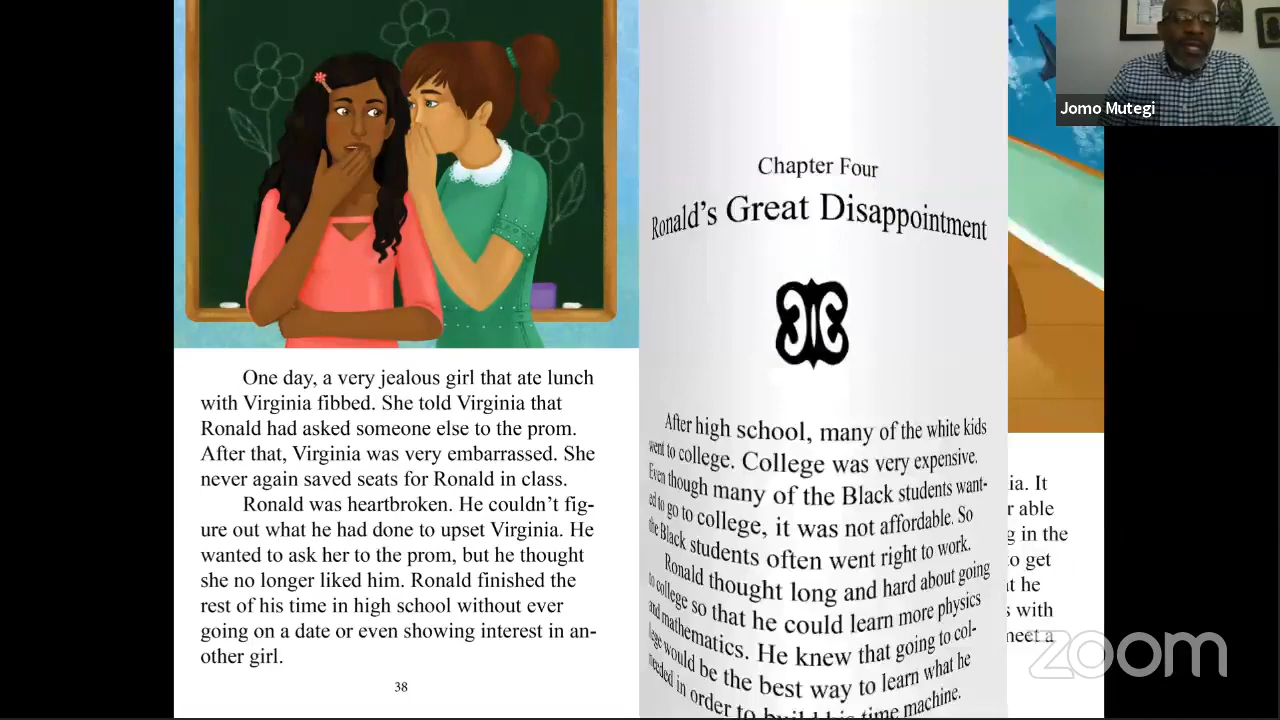 One day, a very jealous girl that ate lunch
with Virginia fibbed. She told Virginia that
Ronald had asked someone else to the prom.
After that, Virginia was very embarrassed. She
never again saved seats for Ronald in class.
Ronald was heartbroken. He couldn't fig-
ure out what he had done to upset Virginia. He
wanted to ask her to the prom, but he thought
she no longer liked him. Ronald finished the
rest of his time in high school without ever
going on a date or even showing interest in an-
other girl.
38
Chapter Four
Ronald's Great Disappointment
After high school, many of the white kids
went to college. College was very expensive.
Even though many of the Black students want-
ed to go to college, it was not affordable. So
the Black students often went right to work.
Ronald thought long and hard about going
to college so that he could learn more physics
and mathematics. He knew that going to col-
lege would be the best way to learn what he
needed in order to build his time machine.
It
able
in the
to get
he
with
meet a
Jomo Mutegi
zoom